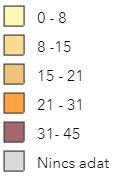 0 - 8
8 -15
15 - 21
21 - 31
31- 45
Nincs adat